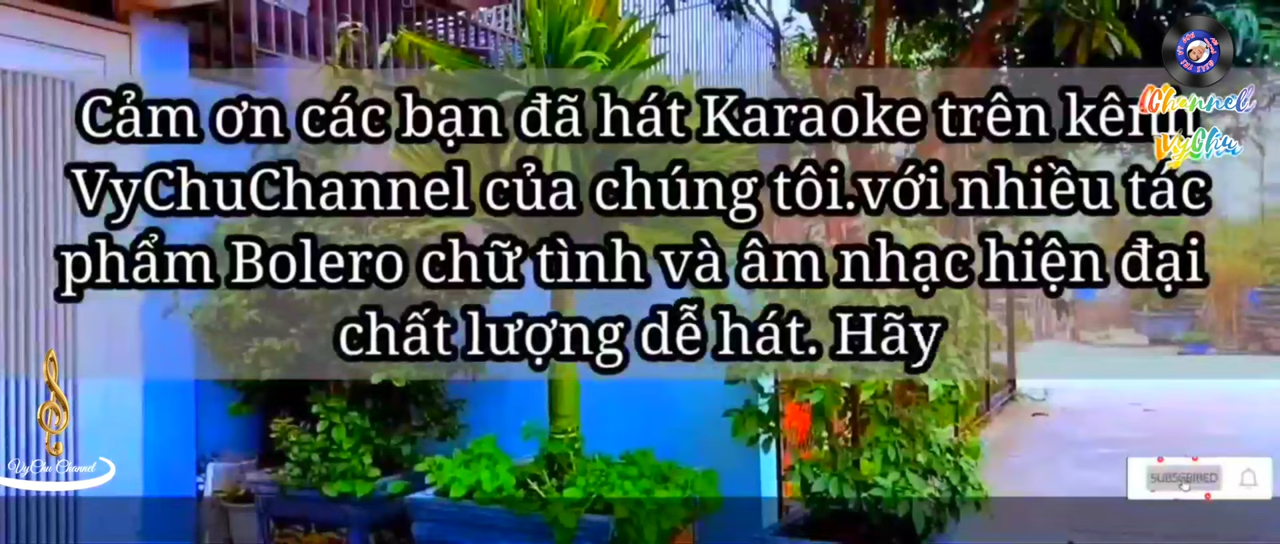 Cảm ơn các bạn đã hát Karaoke trên kênh
VyChuChannel của chúng tôi.với nhiều tác
phẩm Bolero chữ tình và âm nhạc hiện đại
chất lượng dễ hát. Hãy
Channel
VyChu
VyChu Channel
SUBSCRIBED